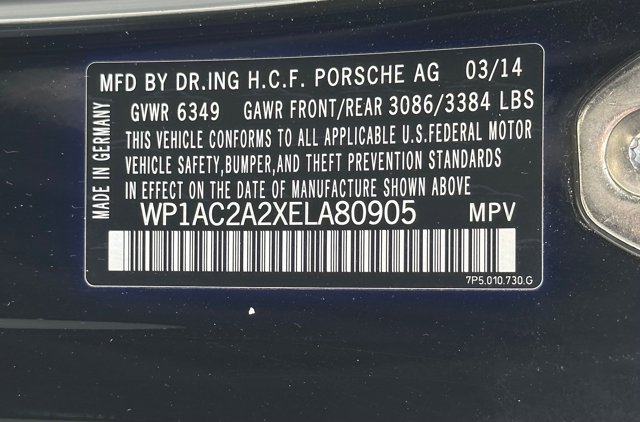 MFD BY DR.ING H.C.F. PORSCHE AG 03/14
GVWR 6349 GAWR FRONT/REAR 3086/3384 LBS
THIS VEHICLE CONFORMS TO ALL APPLICABLE U.S.FEDERAL MOTOR
VEHICLE SAFETY,BUMPER,AND THEFT PREVENTION STANDARDS
IN EFFECT ON THE DATE OF MANUFACTURE SHOWN ABOVE
WP1AC2A2XELA80905 MPV
7P5.010.730.G
MADE IN GERMANY